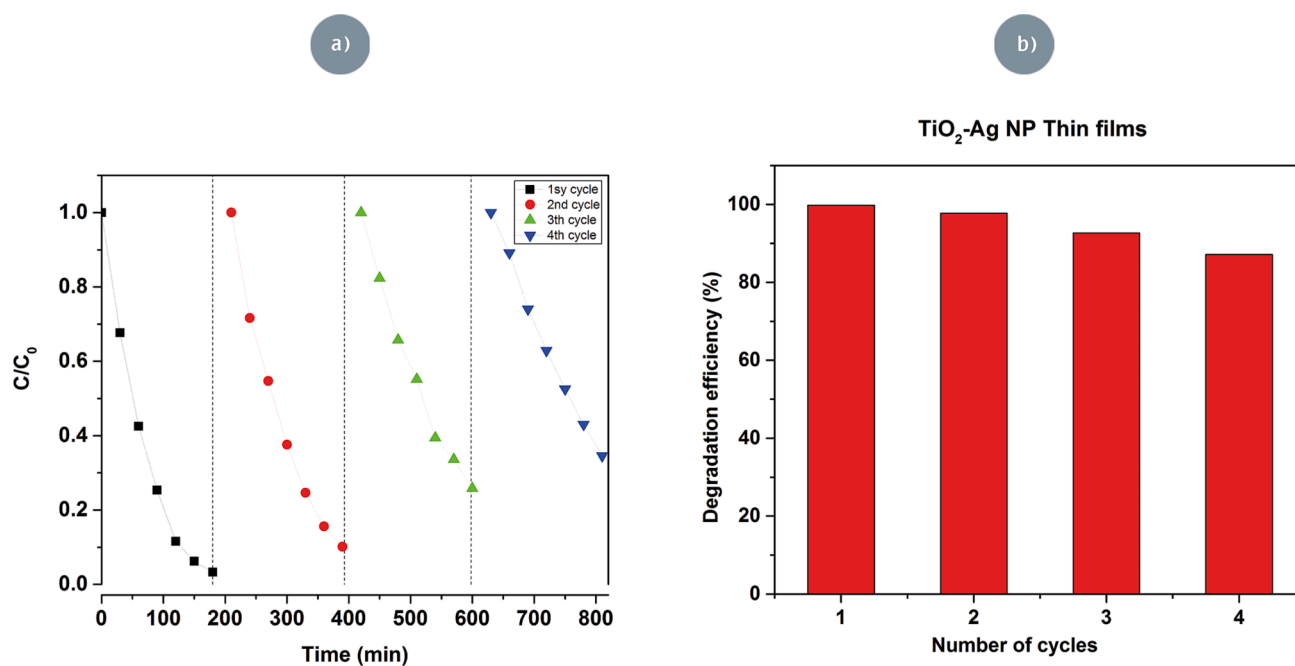 a)
1.0
0.8
0.6
0.4
0.2
0.0
C/C₀
1sy cycle
2nd cycle
3th cycle
4th cycle
0 100 200 300 400 500 600 700 800
Time (min)
b)
TiO₂-Ag NP Thin films
100
80
60
40
20
0
Degradation efficiency (%)
1 2 3 4
Number of cycles